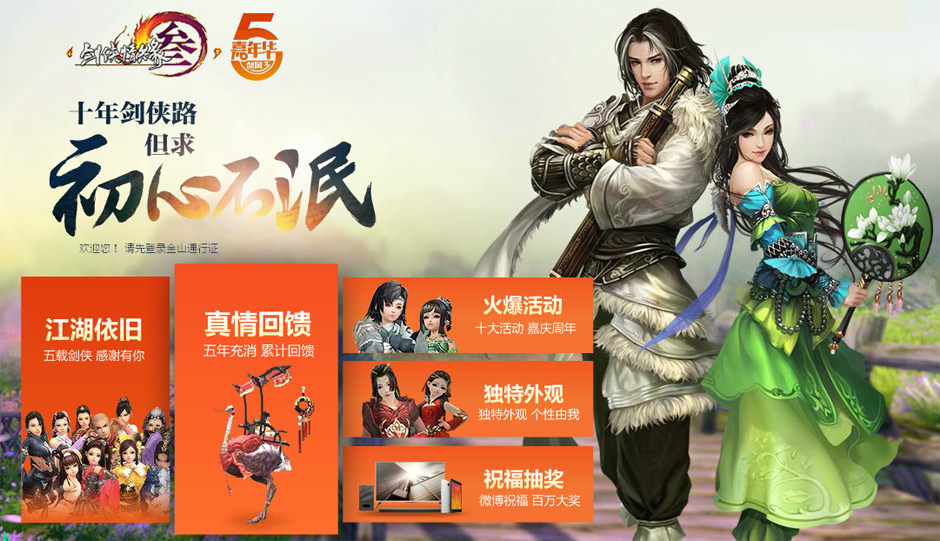 剑侠情缘叁
5
嘉年华
剑网3
十年剑侠路
但求
初心不泯
欢迎您！ 请先登录金山通行证
江湖依旧
五载剑侠 感谢有你
真情回馈
五年充消 累计回馈
火爆活动
十大活动 嘉庆周年
独特外观
独特外观 个性由我
祝福抽奖
微博祝福 百万大奖